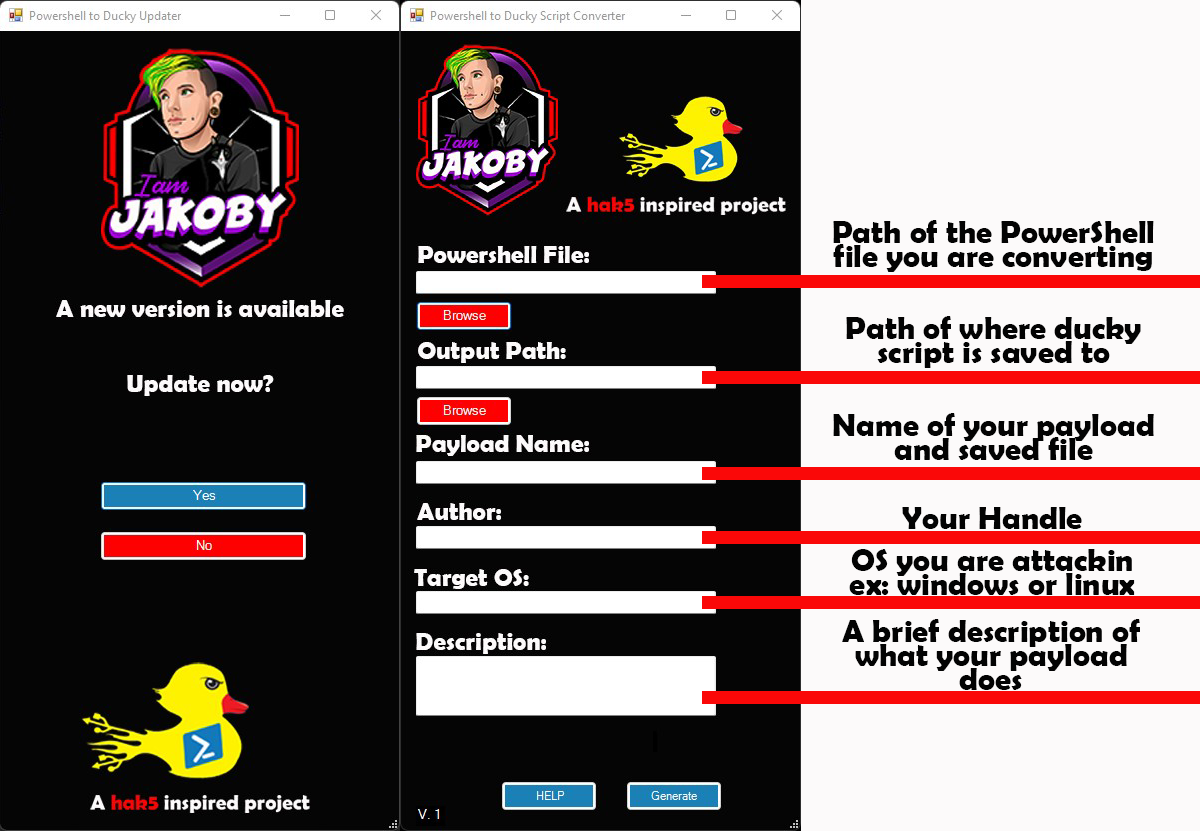 Powershell to Ducky Updater
I am
JAKOBY
A new version is available
Update now?
Yes
No
A hak5 inspired project
Powershell to Ducky Script Converter
I am
JAKOBY
A hak5 inspired project
Powershell File:
Browse
Output Path:
Browse
Payload Name:
Author:
Target OS:
Description:
HELP
Generate
V. 1
Path of the PowerShell
file you are converting
Path of where ducky
script is saved to
Name of your payload
and saved file
Your Handle
OS you are attackin
ex: windows or linux
A brief description of
what your payload
does